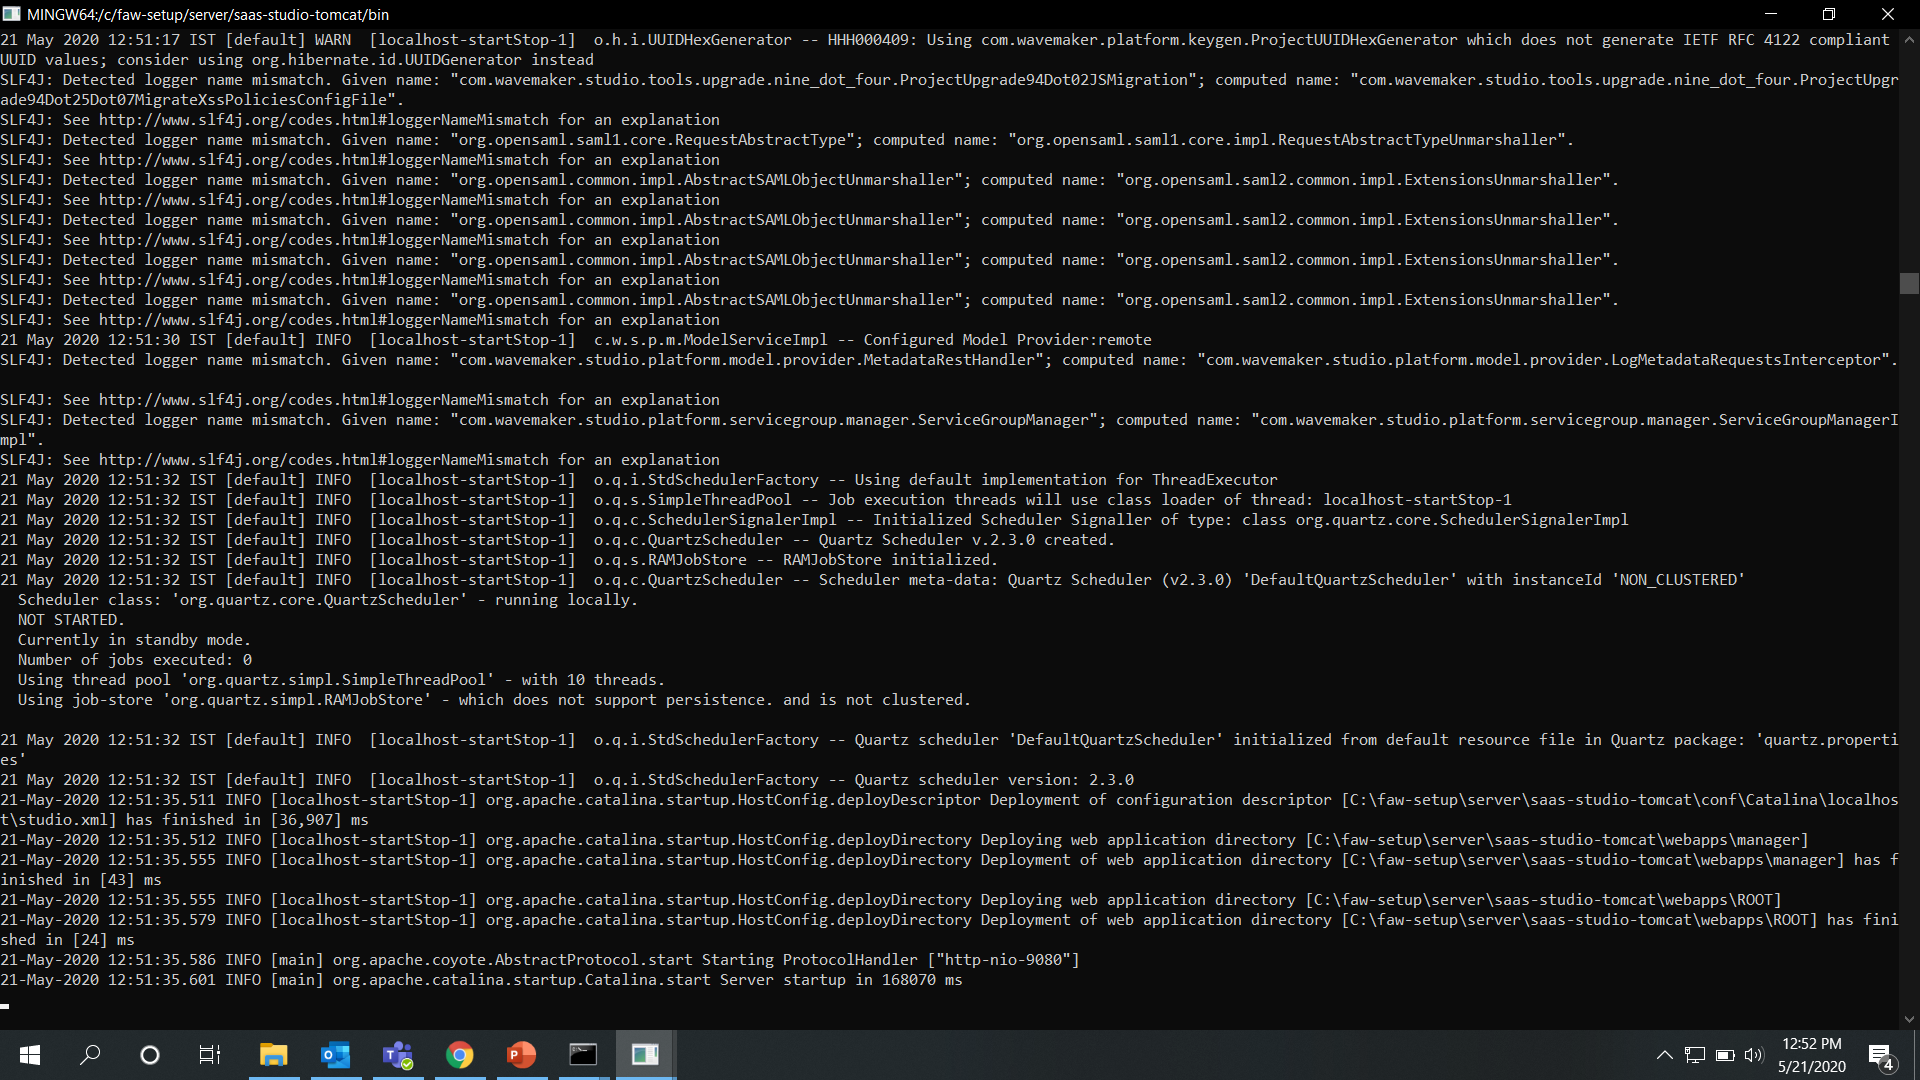 MINGW64:/c/faw-setup/server/saas-studio-tomcat/bin
21 May 2020 12:51:17 IST [default] WARN  [localhost-startStop-1]  o.h.i.UUIDHexGenerator -- HHH000409: Using com.wavemaker.platform.keygen.ProjectUUIDHexGenerator which does not generate IETF RFC 4122 compliant
UUID values; consider using org.hibernate.id.UUIDGenerator instead
SLF4J: Detected logger name mismatch. Given name: "com.wavemaker.studio.tools.upgrade.nine_dot_four.ProjectUpgrade94Dot02JSMigration"; computed name: "com.wavemaker.studio.tools.upgrade.nine_dot_four.ProjectUpgr
ade94Dot25Dot07MigrateXssPoliciesConfigFile".
SLF4J: See http://www.slf4j.org/codes.html#loggerNameMismatch for an explanation
SLF4J: Detected logger name mismatch. Given name: "org.opensaml.saml1.core.RequestAbstractType"; computed name: "org.opensaml.saml1.core.impl.RequestAbstractTypeUnmarshaller".
SLF4J: See http://www.slf4j.org/codes.html#loggerNameMismatch for an explanation
SLF4J: Detected logger name mismatch. Given name: "org.opensaml.common.impl.AbstractSAMLObjectUnmarshaller"; computed name: "org.opensaml.saml2.common.impl.ExtensionsUnmarshaller".
SLF4J: See http://www.slf4j.org/codes.html#loggerNameMismatch for an explanation
SLF4J: Detected logger name mismatch. Given name: "org.opensaml.common.impl.AbstractSAMLObjectUnmarshaller"; computed name: "org.opensaml.saml2.common.impl.ExtensionsUnmarshaller".
SLF4J: See http://www.slf4j.org/codes.html#loggerNameMismatch for an explanation
SLF4J: Detected logger name mismatch. Given name: "org.opensaml.common.impl.AbstractSAMLObjectUnmarshaller"; computed name: "org.opensaml.saml2.common.impl.ExtensionsUnmarshaller".
SLF4J: See http://www.slf4j.org/codes.html#loggerNameMismatch for an explanation
SLF4J: Detected logger name mismatch. Given name: "org.opensaml.common.impl.AbstractSAMLObjectUnmarshaller"; computed name: "org.opensaml.saml2.common.impl.ExtensionsUnmarshaller".
SLF4J: See http://www.slf4j.org/codes.html#loggerNameMismatch for an explanation
21 May 2020 12:51:30 IST [default] INFO  [localhost-startStop-1]  c.w.s.p.m.ModelServiceImpl -- Configured Model Provider:remote
SLF4J: Detected logger name mismatch. Given name: "com.wavemaker.studio.platform.model.provider.MetadataRestHandler"; computed name: "com.wavemaker.studio.platform.model.provider.LogMetadataRequestsInterceptor".
SLF4J: See http://www.slf4j.org/codes.html#loggerNameMismatch for an explanation
SLF4J: Detected logger name mismatch. Given name: "com.wavemaker.studio.platform.servicegroup.manager.ServiceGroupManager"; computed name: "com.wavemaker.studio.platform.servicegroup.manager.ServiceGroupManagerI
mpl".
SLF4J: See http://www.slf4j.org/codes.html#loggerNameMismatch for an explanation
21 May 2020 12:51:32 IST [default] INFO  [localhost-startStop-1]  o.q.i.StdSchedulerFactory -- Using default implementation for ThreadExecutor
21 May 2020 12:51:32 IST [default] INFO  [localhost-startStop-1]  o.q.s.SimpleThreadPool -- Job execution threads will use class loader of thread: localhost-startStop-1
21 May 2020 12:51:32 IST [default] INFO  [localhost-startStop-1]  o.q.c.SchedulerSignalerImpl -- Initialized Scheduler Signaller of type: class org.quartz.core.SchedulerSignalerImpl
21 May 2020 12:51:32 IST [default] INFO  [localhost-startStop-1]  o.q.c.QuartzScheduler -- Quartz Scheduler v.2.3.0 created.
21 May 2020 12:51:32 IST [default] INFO  [localhost-startStop-1]  o.q.s.RAMJobStore -- RAMJobStore initialized.
21 May 2020 12:51:32 IST [default] INFO  [localhost-startStop-1]  o.q.c.QuartzScheduler -- Scheduler meta-data: Quartz Scheduler (v2.3.0) 'DefaultQuartzScheduler' with instanceId 'NON_CLUSTERED'
  Scheduler class: 'org.quartz.core.QuartzScheduler' - running locally.
  NOT STARTED.
  Currently in standby mode.
  Number of jobs executed: 0
  Using thread pool 'org.quartz.simpl.SimpleThreadPool' - with 10 threads.
  Using job-store 'org.quartz.simpl.RAMJobStore' - which does not support persistence. and is not clustered.
21 May 2020 12:51:32 IST [default] INFO  [localhost-startStop-1]  o.q.i.StdSchedulerFactory -- Quartz scheduler 'DefaultQuartzScheduler' initialized from default resource file in Quartz package: 'quartz.properti
es'
21 May 2020 12:51:32 IST [default] INFO  [localhost-startStop-1]  o.q.i.StdSchedulerFactory -- Quartz scheduler version: 2.3.0
21-May-2020 12:51:35.511 INFO [localhost-startStop-1] org.apache.catalina.startup.HostConfig.deployDescriptor Deployment of configuration descriptor [C:\faw-setup\server\saas-studio-tomcat\conf\Catalina\localhos
t\studio.xml] has finished in [36,907] ms
21-May-2020 12:51:35.512 INFO [localhost-startStop-1] org.apache.catalina.startup.HostConfig.deployDirectory Deploying web application directory [C:\faw-setup\server\saas-studio-tomcat\webapps\manager]
21-May-2020 12:51:35.555 INFO [localhost-startStop-1] org.apache.catalina.startup.HostConfig.deployDirectory Deployment of web application directory [C:\faw-setup\server\saas-studio-tomcat\webapps\manager] has f
inished in [43] ms
21-May-2020 12:51:35.555 INFO [localhost-startStop-1] org.apache.catalina.startup.HostConfig.deployDirectory Deploying web application directory [C:\faw-setup\server\saas-studio-tomcat\webapps\ROOT]
21-May-2020 12:51:35.579 INFO [localhost-startStop-1] org.apache.catalina.startup.HostConfig.deployDirectory Deployment of web application directory [C:\faw-setup\server\saas-studio-tomcat\webapps\ROOT] has fini
shed in [24] ms
21-May-2020 12:51:35.586 INFO [main] org.apache.coyote.AbstractProtocol.start Starting ProtocolHandler ["http-nio-9080"]
21-May-2020 12:51:35.601 INFO [main] org.apache.catalina.startup.Catalina.start Server startup in 168070 ms
12:52 PM
5/21/2020
4